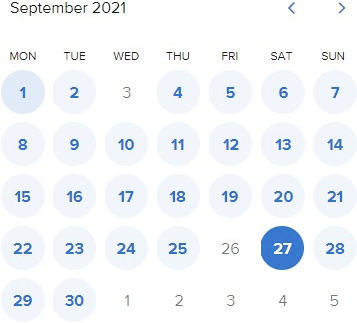 September 2021
MON TUE WED THU FRI SAT SUN
1 2 3 4 5 6 7
8 9 10 11 12 13 14
15 16 17 18 19 20 21
22 23 24 25 26 27 28
29 30 1 2 3 4 5